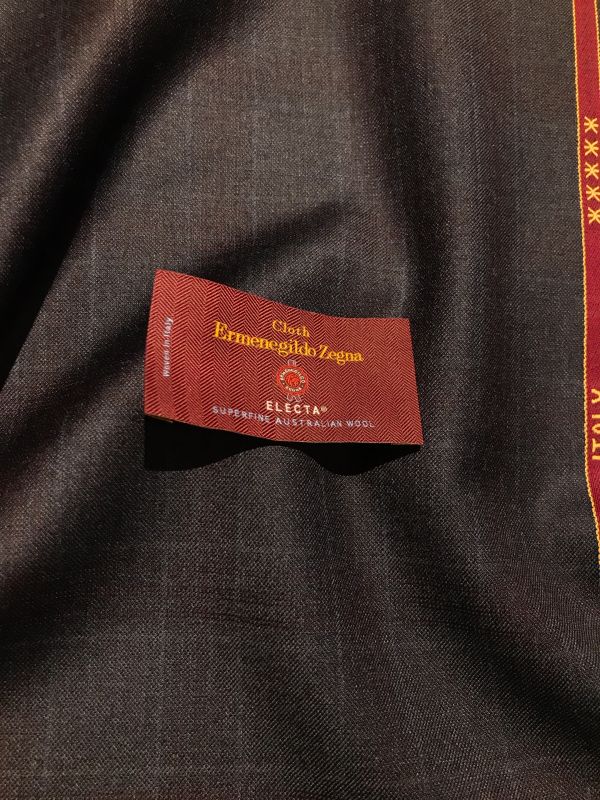 Woven in Italy
Cloth
Ermenegildo Zegna
ELECTA®
SUPERFINE AUSTRALIAN WOOL
******
ITALY